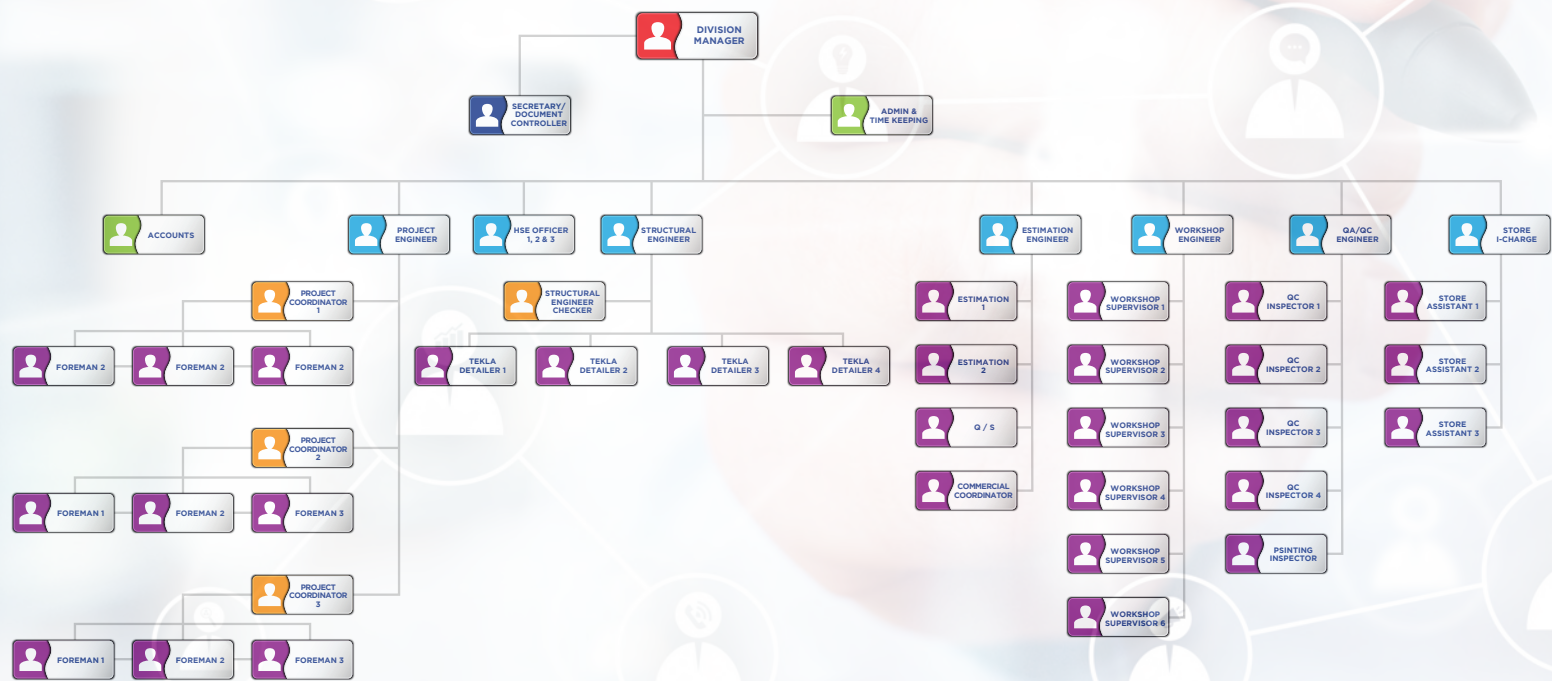 DIVISION
MANAGER
SECRETARY/
DOCUMENT
CONTROLLER
ADMIN &
TIME KEEPING
ACCOUNTS
PROJECT
ENGINEER
HSE OFFICER
1, 2 & 3
STRUCTURAL
ENGINEER
ESTIMATION
ENGINEER
WORKSHOP
ENGINEER
QA/QC
ENGINEER
STORE
I-CHARGE
PROJECT
COORDINATOR
1
STRUCTURAL
ENGINEER
CHECKER
ESTIMATION
1
WORKSHOP
SUPERVISOR 1
QC
INSPECTOR 1
STORE
ASSISTANT 1
FOREMAN 2
FOREMAN 2
FOREMAN 2
TEKLA
DETAILER 1
TEKLA
DETAILER 2
TEKLA
DETAILER 3
TEKLA
DETAILER 4
ESTIMATION
2
WORKSHOP
SUPERVISOR 2
QC
INSPECTOR 2
STORE
ASSISTANT 2
PROJECT
COORDINATOR
2
Q / S
WORKSHOP
SUPERVISOR 3
QC
INSPECTOR 3
STORE
ASSISTANT 3
FOREMAN 1
FOREMAN 2
FOREMAN 3
COMMERCIAL
COORDINATOR
WORKSHOP
SUPERVISOR 4
QC
INSPECTOR 4
WORKSHOP
SUPERVISOR 5
PSINTING
INSPECTOR
PROJECT
COORDINATOR
3
WORKSHOP
SUPERVISOR 6
FOREMAN 1
FOREMAN 2
FOREMAN 3